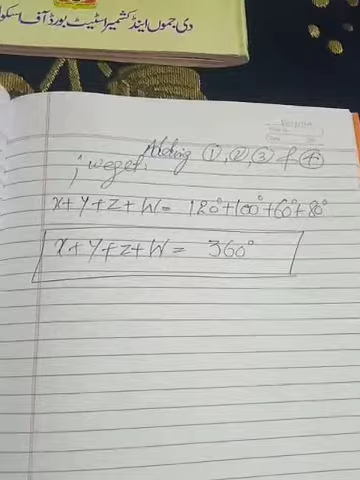 دی جموں اینڈ کشمیر اسٹیٹ بورڈ آف اسکول
Adding ①, ②, ③ & ④
; we get,
x+y+z+w= 120°+100°+60°+80°
x+y+z+w= 360°